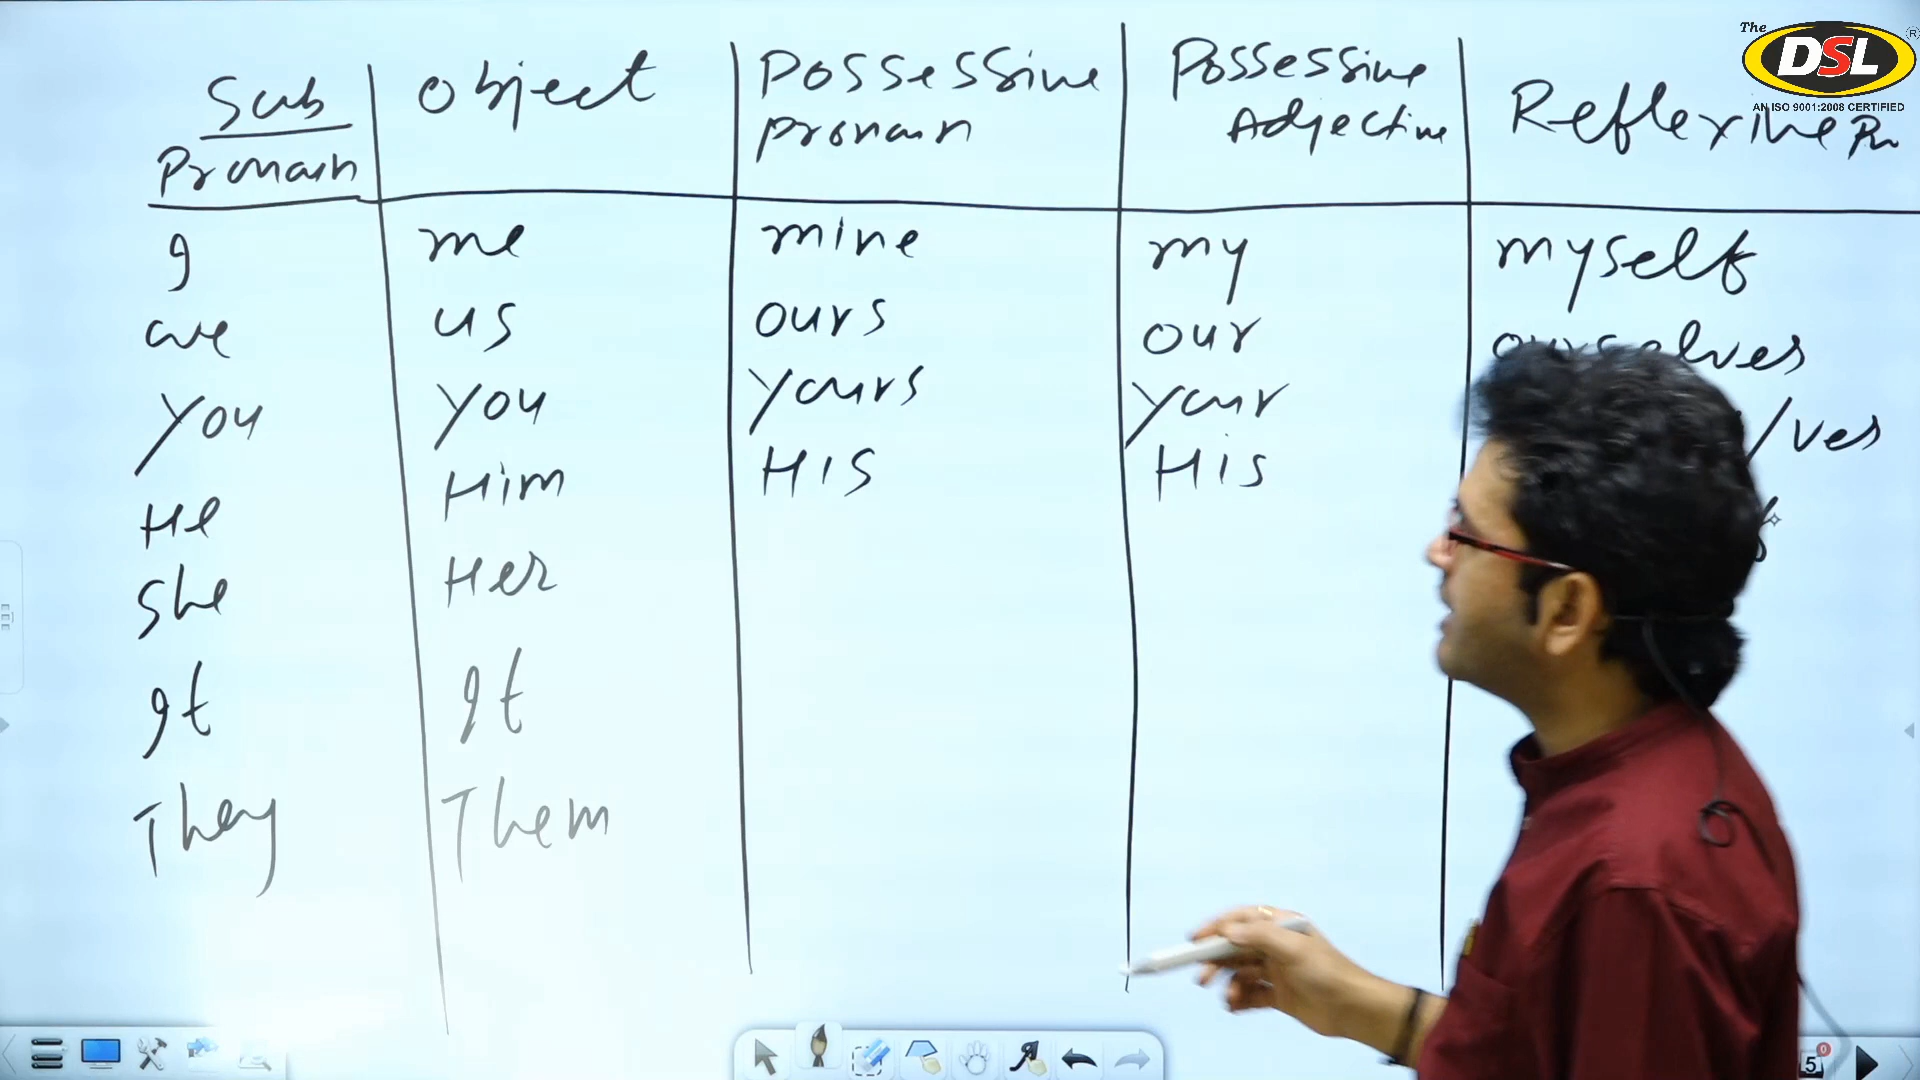 The
DSL
®
AN ISO 9001:2008 CERTIFIED
Sub Pronoun
Object
Possessive pronoun
Possessive Adjective
Reflexive Pn
I me mine my myself
we us ours our ourselves
You you yours your /ves
He Him His His
She Her
It It
They Them
5
0